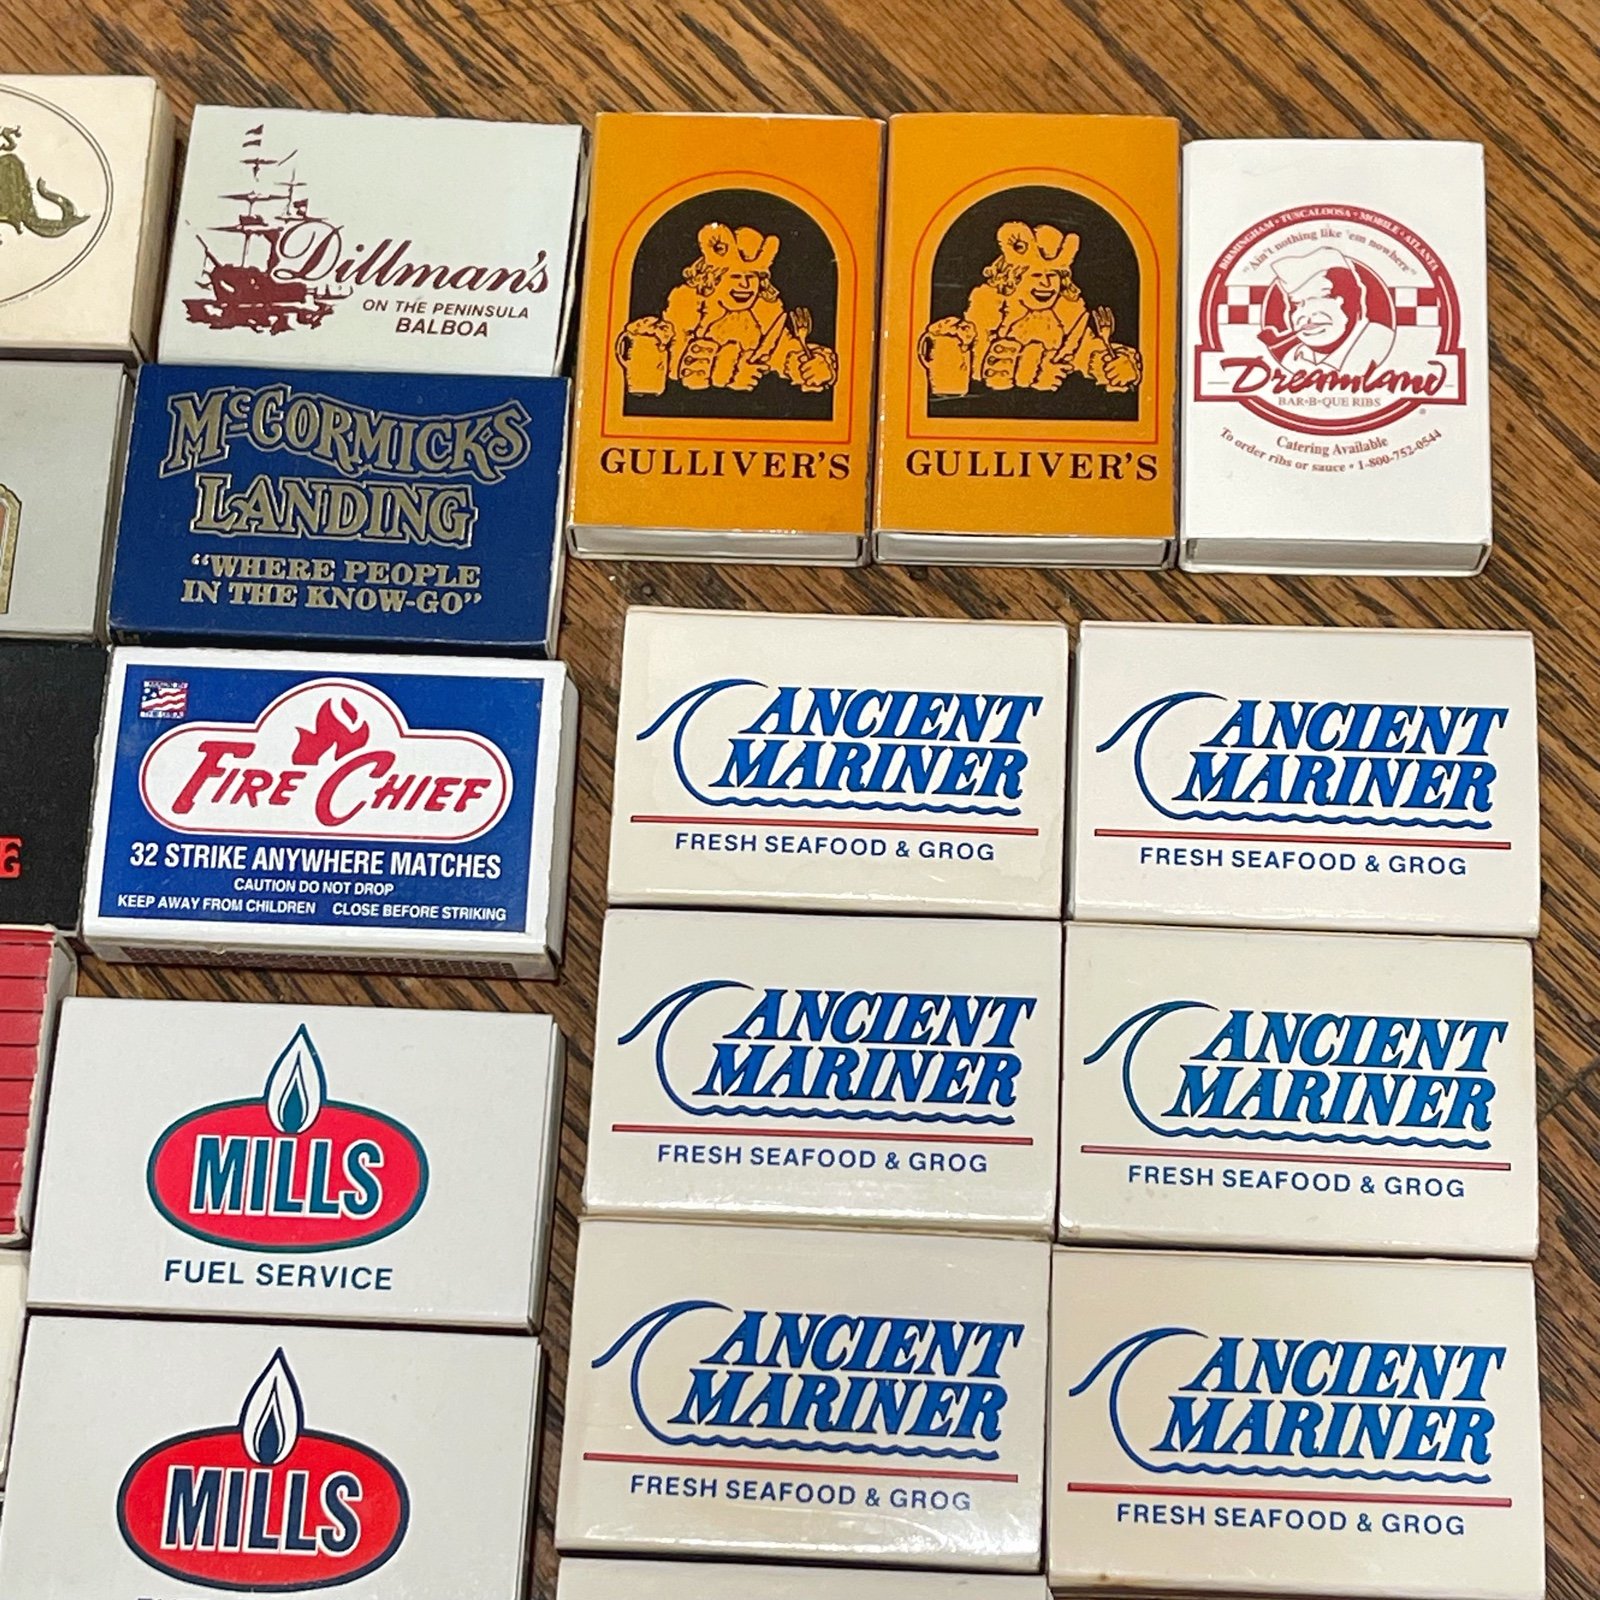 Dillman's
ON THE PENINSULA
BALBOA
GULLIVER'S
GULLIVER'S
BIRMINGHAM • TUSCALOOSA • MOBILE • ATLANTA
"Ain't nothing like 'em nowhere"
Dreamland
BAR-B-QUE RIBS
®
Catering Available
To order ribs or sauce • 1-800-752-0544
McCORMICK'S
LANDING
"WHERE PEOPLE
IN THE KNOW-GO"
FIRE CHIEF
32 STRIKE ANYWHERE MATCHES
CAUTION DO NOT DROP
KEEP AWAY FROM CHILDREN CLOSE BEFORE STRIKING
ANCIENT
MARINER
FRESH SEAFOOD & GROG
ANCIENT
MARINER
FRESH SEAFOOD & GROG
ANCIENT
MARINER
FRESH SEAFOOD & GROG
ANCIENT
MARINER
FRESH SEAFOOD & GROG
MILLS
FUEL SERVICE
ANCIENT
MARINER
FRESH SEAFOOD & GROG
ANCIENT
MARINER
FRESH SEAFOOD & GROG
MILLS